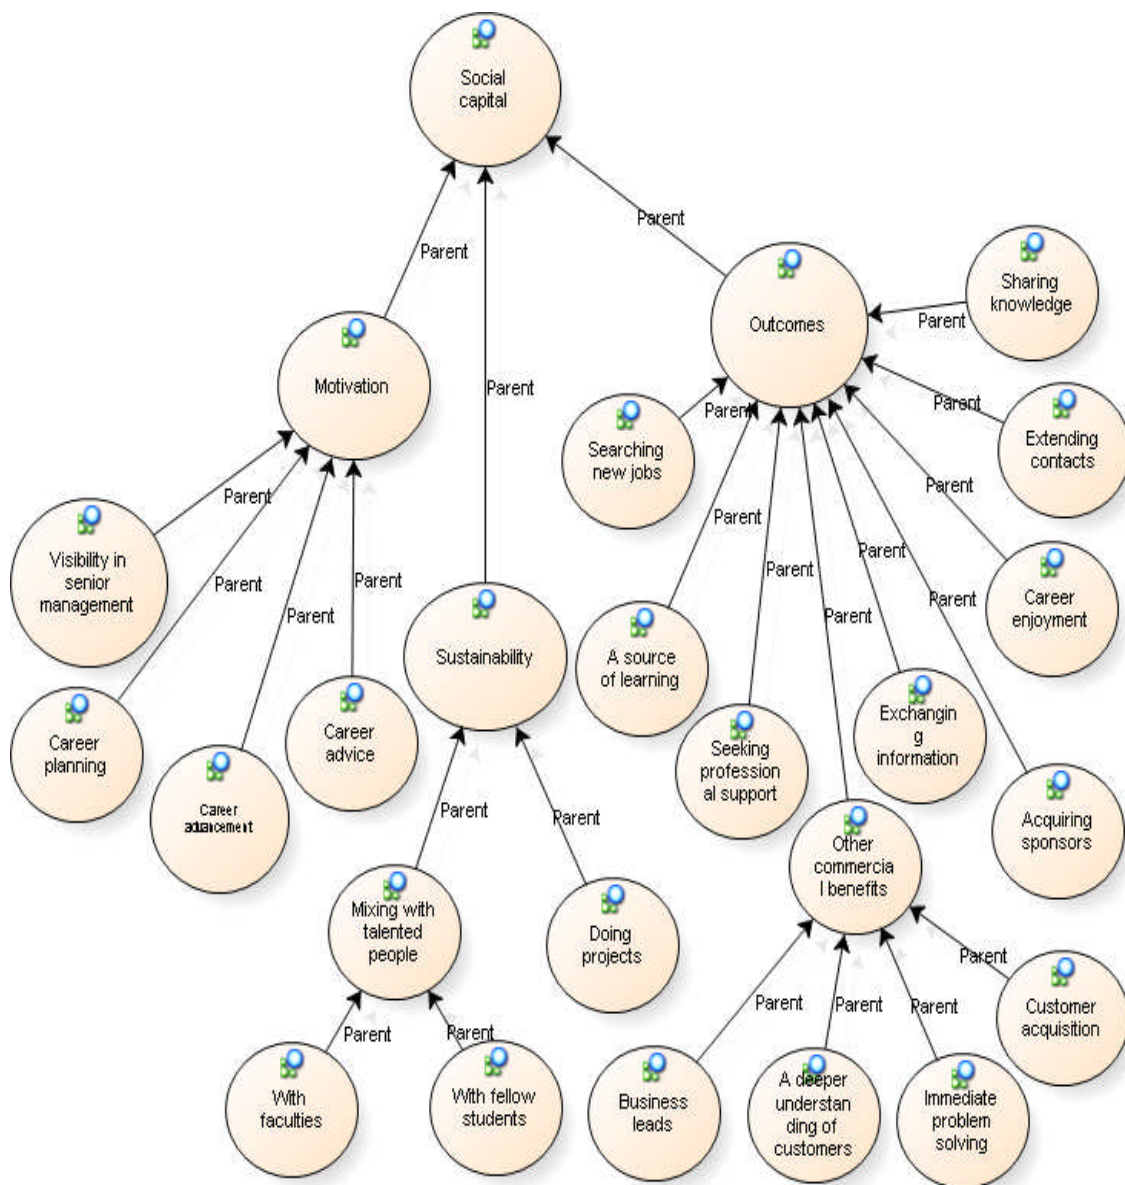 Social
capital
Parent
Parent
Sharing
knowledge
Outcomes
Parent
Motivation
Parent
Parent
Parent
Searching
new jobs
Extending
contacts
Parent
Parent
Parent
Visibility in
senior
management
Parent
Parent
Parent
Parent
Parent
Parent
Parent
Career
enjoyment
Parent
Sustainability
A source
of learning
Career
planning
Career
advice
Seeking
profession
al support
Exchangin
g
information
Career
advancement
Parent
Parent
Acquiring
sponsors
Other
commercia
l benefits
Mixing with
talented
people
Doing
projects
Parent
Parent
Parent
Parent
Customer
acquisition
Parent
Parent
With
faculties
With fellow
students
Business
leads
A deeper
understan
ding of
customers
Immediate
problem
solving